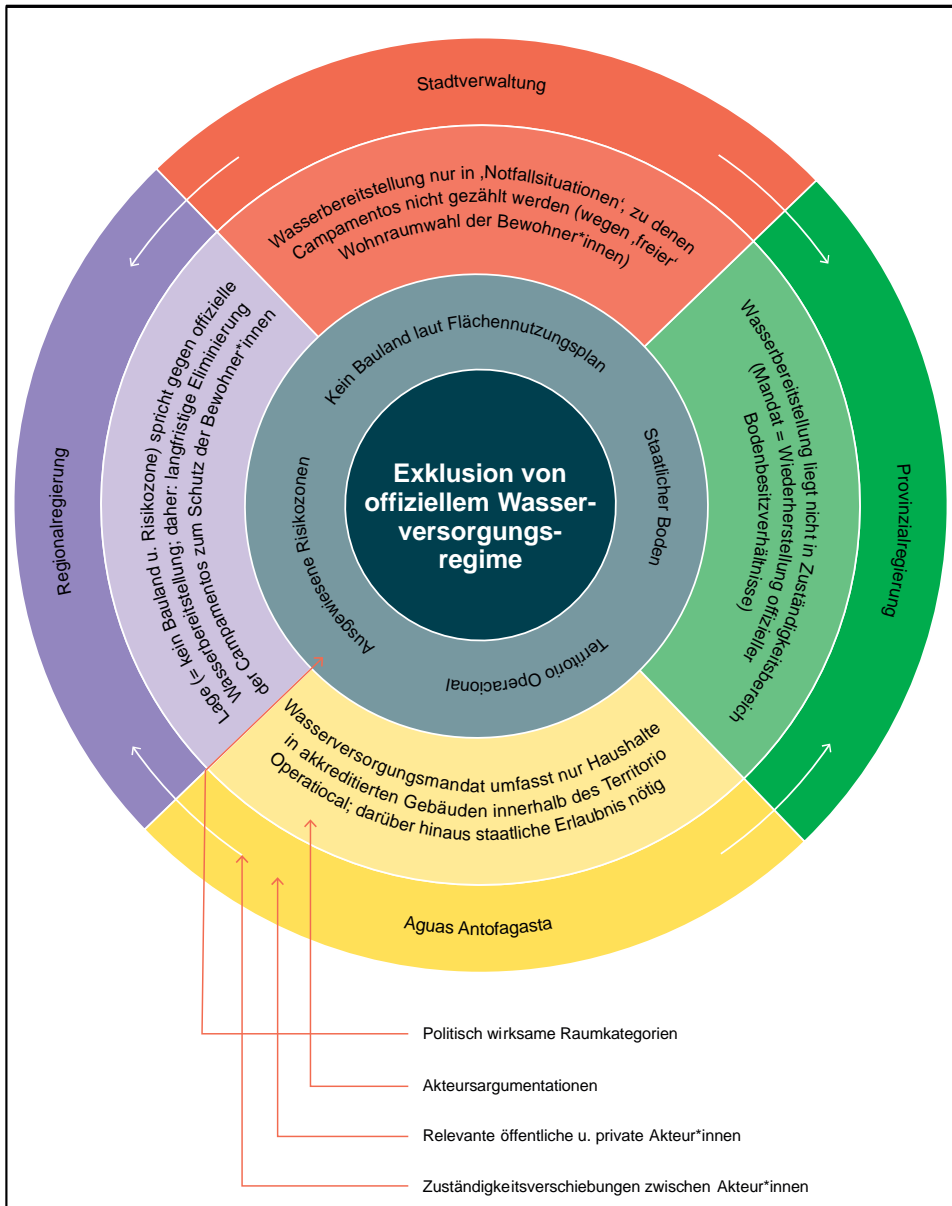 Stadtverwaltung
Wasserbereitstellung nur in ‚Notfallsituationen‘, zu denen
Campamentos nicht gezählt werden (wegen ‚freier‘
Wohnraumwahl der Bewohner*innen)
Regionalregierung
Lage (= kein Bauland u. Risikozone) spricht gegen offizielle
Wasserbereitstellung; daher: langfristige Eliminierung
der Campamentos zum Schutz der Bewohner*innen
Kein Bauland laut Flächennutzungsplan
Staatlicher Boden
Territorio Operacional
Ausgewiesene Risikozonen
Exklusion von
offiziellem Wasser-
versorgungs-
regime
Wasserbereitstellung liegt nicht in Zuständigkeitsbereich
(Mandat = Wiederherstellung offizieller
Bodenbesitzverhältnisse)
Provinzialregierung
Wasserversorgungsmandat umfasst nur Haushalte
in akkreditierten Gebäuden innerhalb des Territorio
Operatiocal; darüber hinaus staatliche Erlaubnis nötig
Aguas Antofagasta
Politisch wirksame Raumkategorien
Akteursargumentationen
Relevante öffentliche u. private Akteur*innen
Zuständigkeitsverschiebungen zwischen Akteur*innen